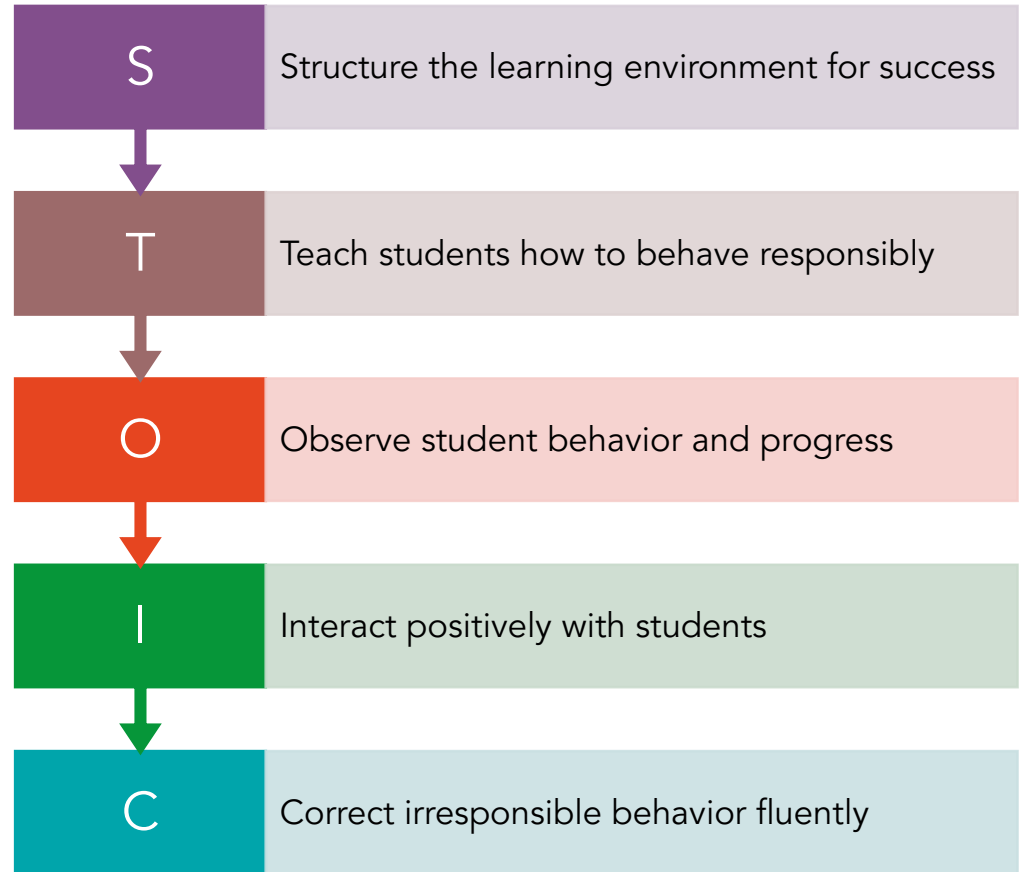 S
Structure the learning environment for success
T
Teach students how to behave responsibly
O
Observe student behavior and progress
I
Interact positively with students
C
Correct irresponsible behavior fluently